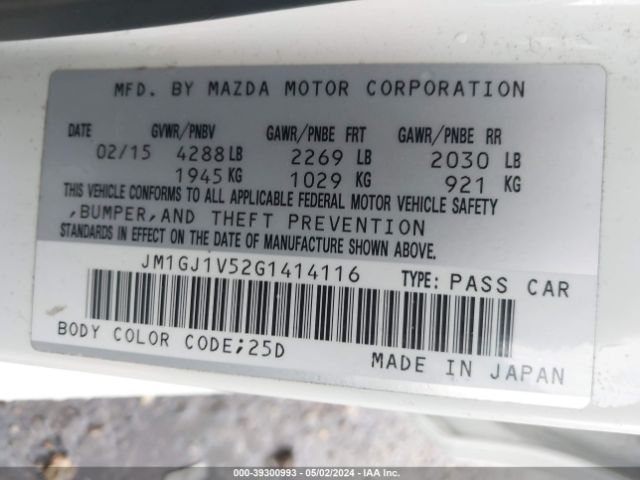 MFD. BY MAZDA MOTOR CORPORATION
DATE GVWR/PNBV GAWR/PNBE FRT GAWR/PNBE RR
02/15 4288 LB 2269 LB 2030 LB
1945 KG 1029 KG 921 KG
THIS VEHICLE CONFORMS TO ALL APPLICABLE FEDERAL MOTOR VEHICLE SAFETY
,BUMPER,AND THEFT PREVENTION
STANDARDS IN EFFECT ON THE DATE OF MANUFACTURE SHOWN ABOVE.
JM1GJ1V52G1414116 TYPE: PASS CAR
BODY COLOR CODE;25D
MADE IN JAPAN
000-39300993 - 05/02/2024 - IAA Inc.